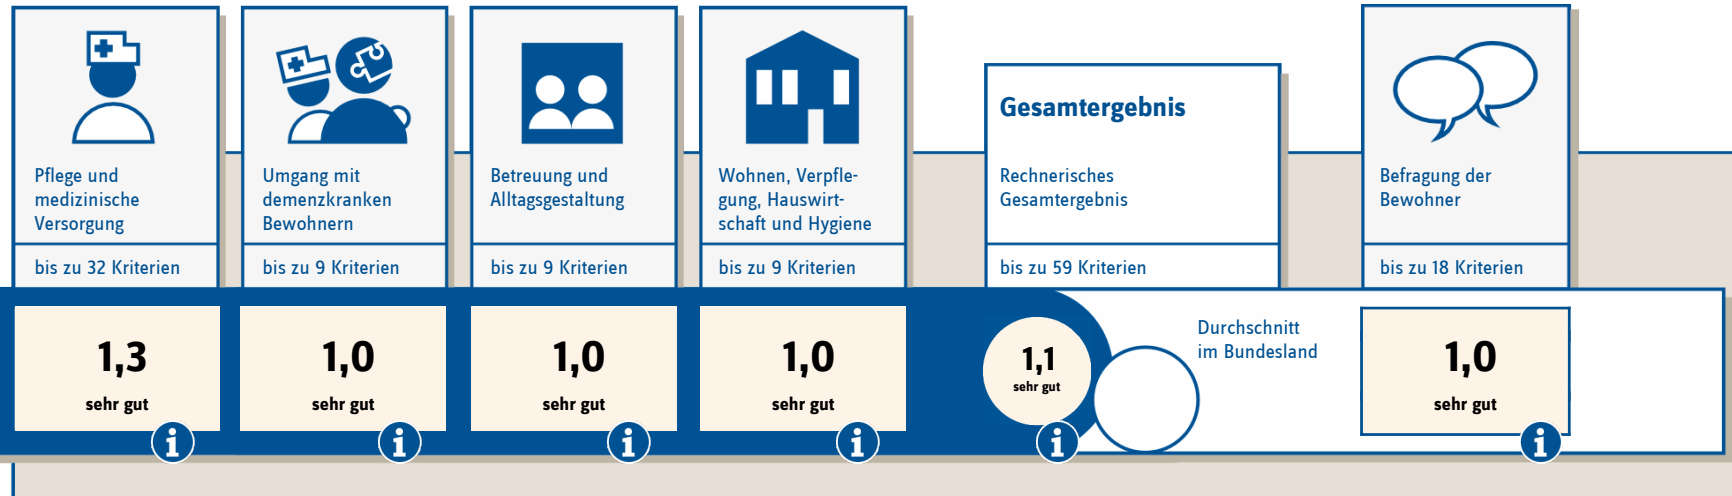 Pflege und
medizinische
Versorgung
bis zu 32 Kriterien
1,3
sehr gut
i
Umgang mit
demenzkranken
Bewohnern
bis zu 9 Kriterien
1,0
sehr gut
i
Betreuung und
Alltagsgestaltung
bis zu 9 Kriterien
1,0
sehr gut
i
Wohnen, Verpfle-
gung, Hauswirt-
schaft und Hygiene
bis zu 9 Kriterien
1,0
sehr gut
i
Gesamtergebnis
Rechnerisches
Gesamtergebnis
bis zu 59 Kriterien
1,1
sehr gut
i
Durchschnitt
im Bundesland
Befragung der
Bewohner
bis zu 18 Kriterien
1,0
sehr gut
i